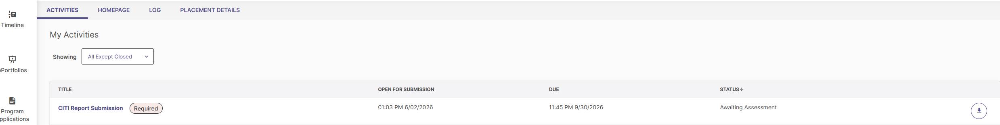 ACTIVITIES HOMEPAGE LOG PLACEMENT DETAILS
Timeline
My Activities
Showing All Except Closed
ePortfolios
TITLE OPEN FOR SUBMISSION DUE STATUS
CITI Report Submission Required 01:03 PM 6/02/2026 11:45 PM 9/30/2026 Awaiting Assessment
Program
pplications